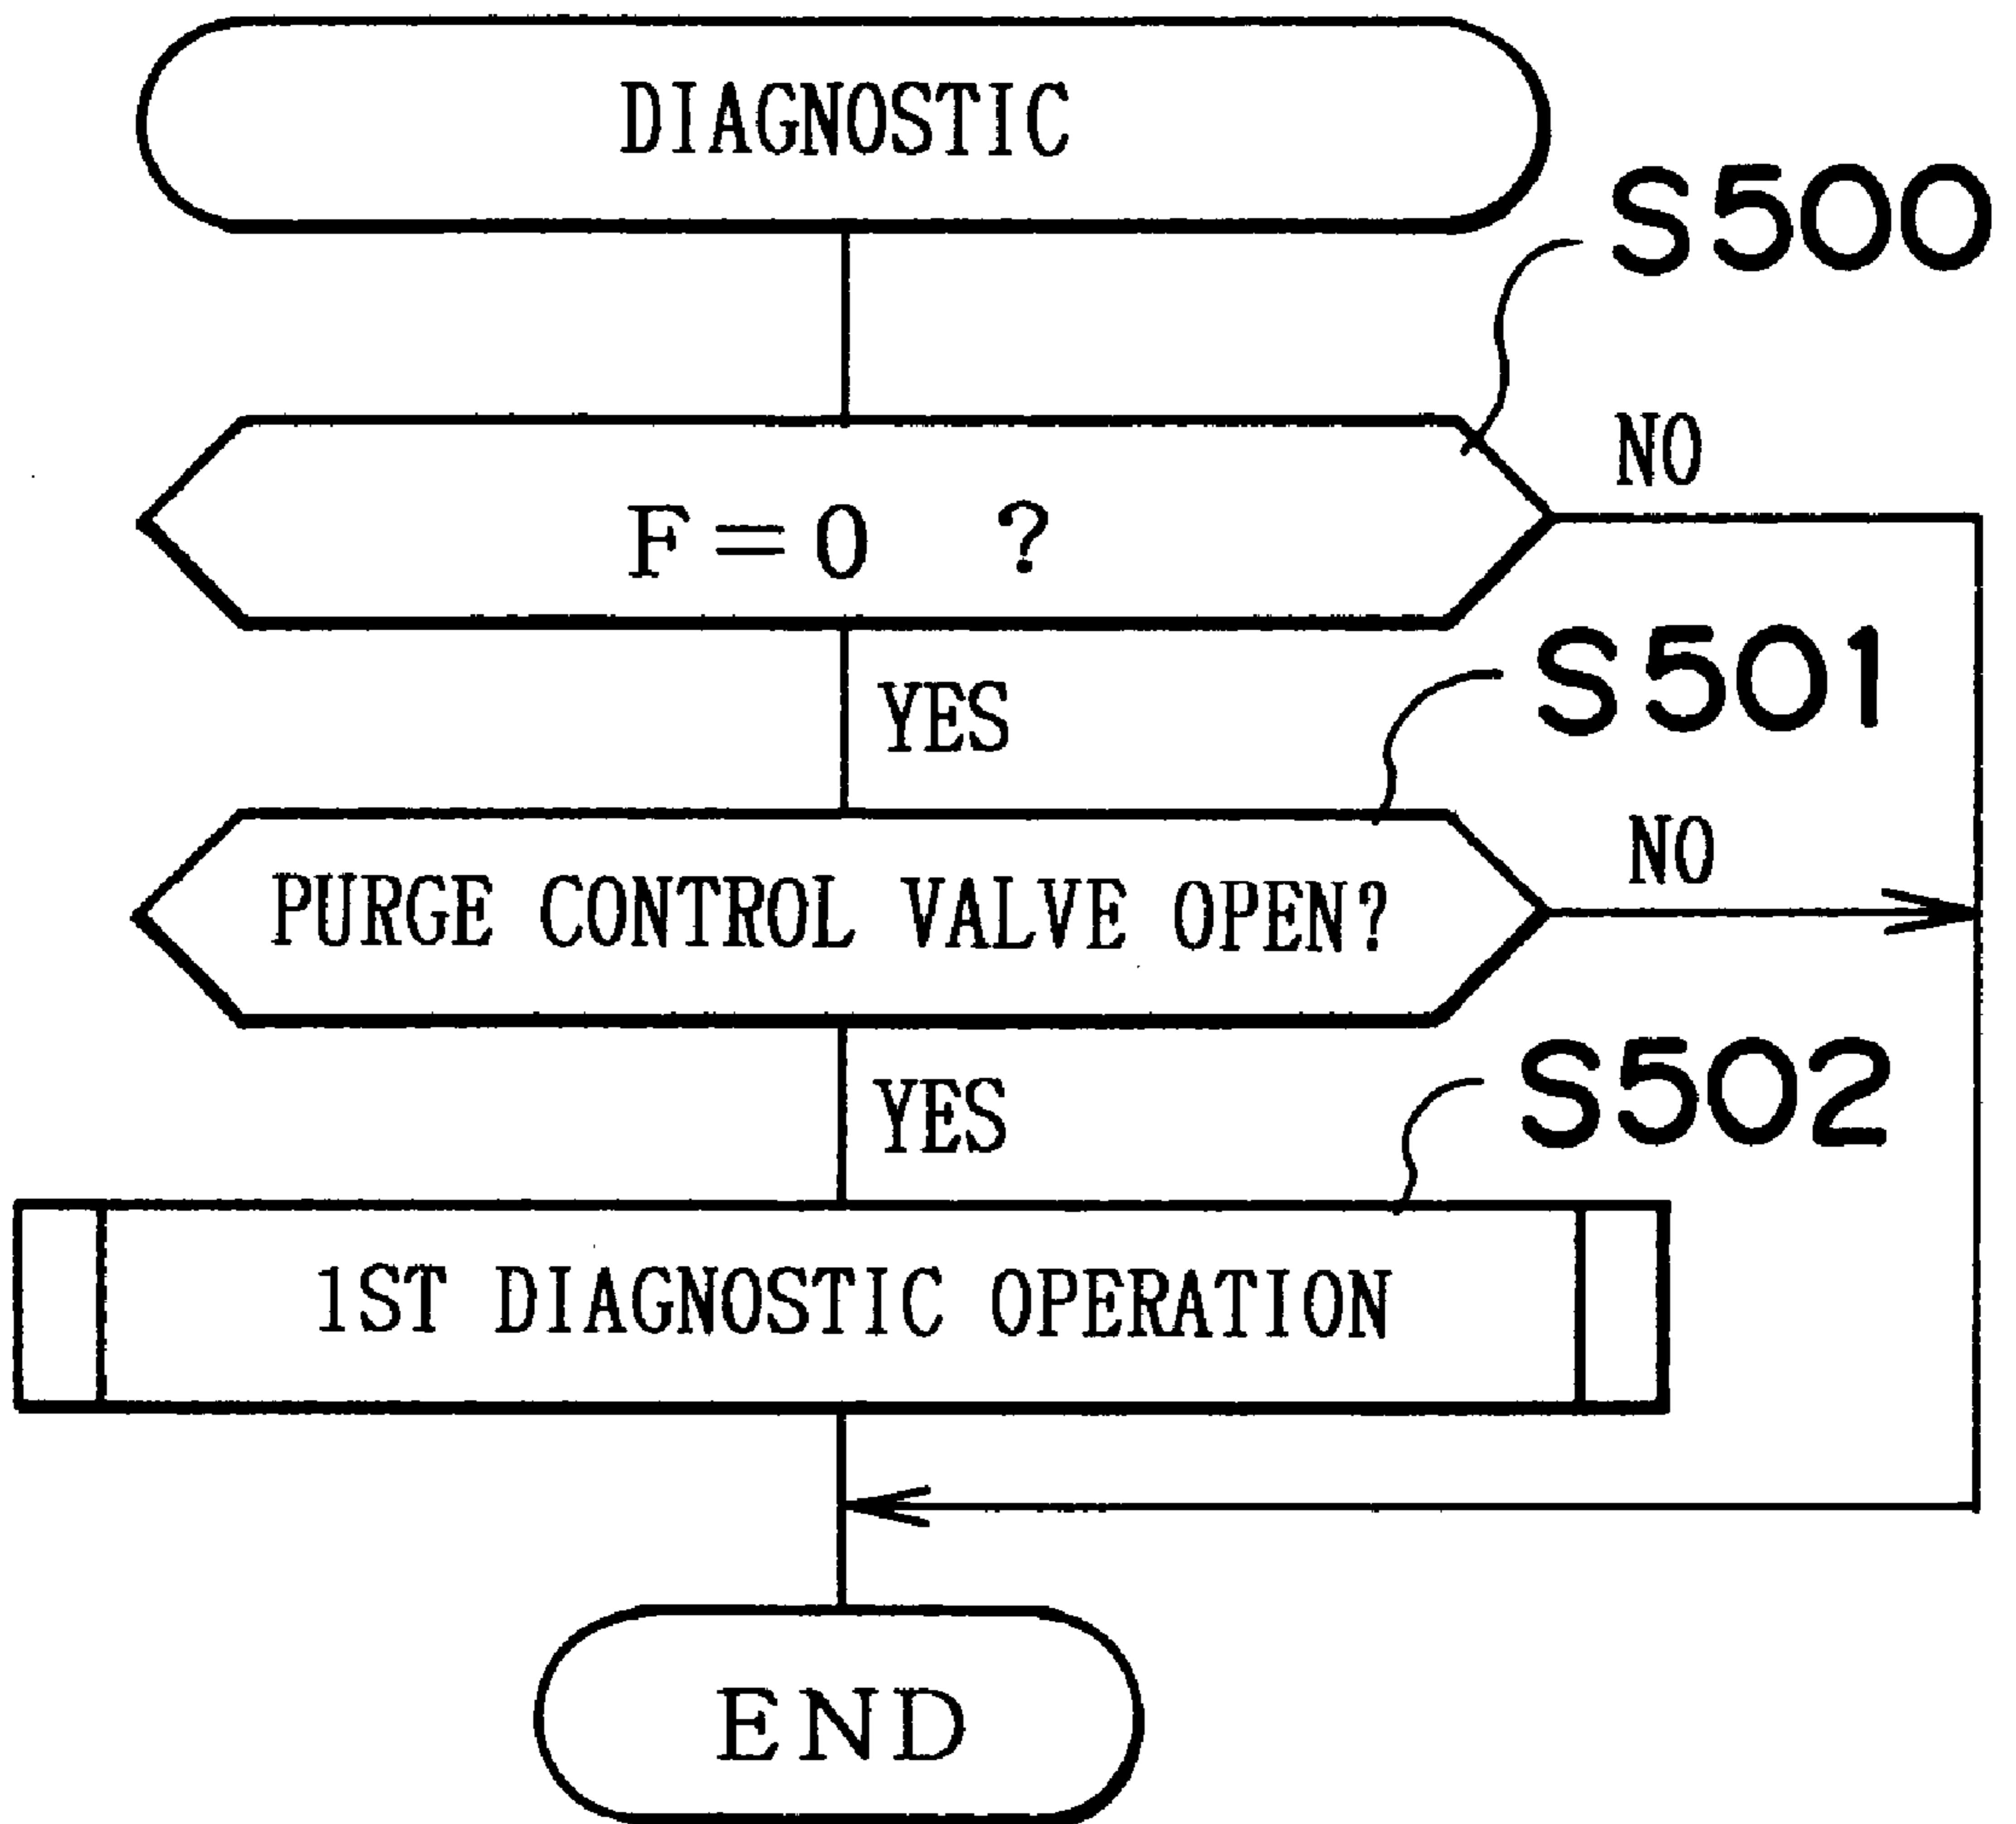 DIAGNOSTIC
S500
NO
F=0 ?
S501
YES
NO
PURGE CONTROL VALVE OPEN?
S502
YES
1ST DIAGNOSTIC OPERATION
END